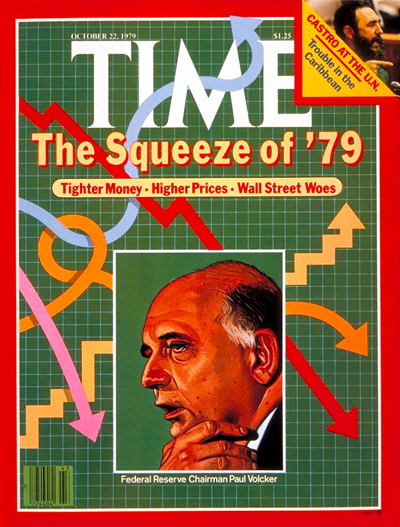 OCTOBER 22, 1979
$1.25
TIME
CASTRO AT THE U.N.
Trouble in the
Caribbean
The Squeeze of ’79
Tighter Money • Higher Prices • Wall Street Woes
Federal Reserve Chairman Paul Volcker